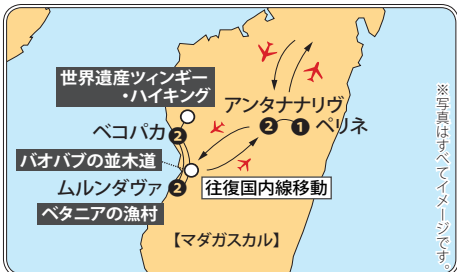 世界遺産ツィンギー
・ハイキング
アンタナナリヴ
ベコパカ
2
2
1
ペリネ
バオバブの並木道
ムルンダヴァ
2
往復国内線移動
ベタニアの漁村
【マダガスカル】
※写真はすべてイメージです。